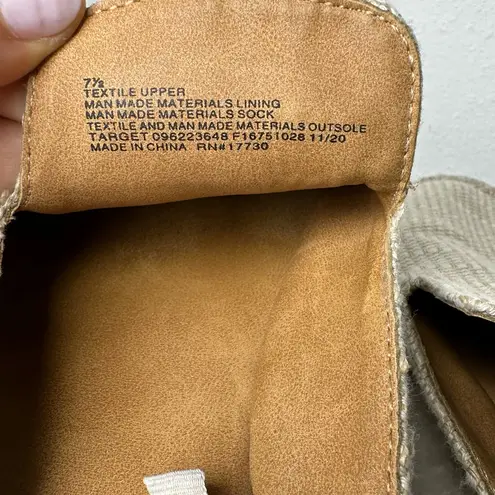 7½
TEXTILE UPPER
MAN MADE MATERIALS LINING
MAN MADE MATERIALS SOCK
TEXTILE AND MAN MADE MATERIALS OUTSOLE
TARGET 096223648 F16751028 11/20
MADE IN CHINA RN#17730